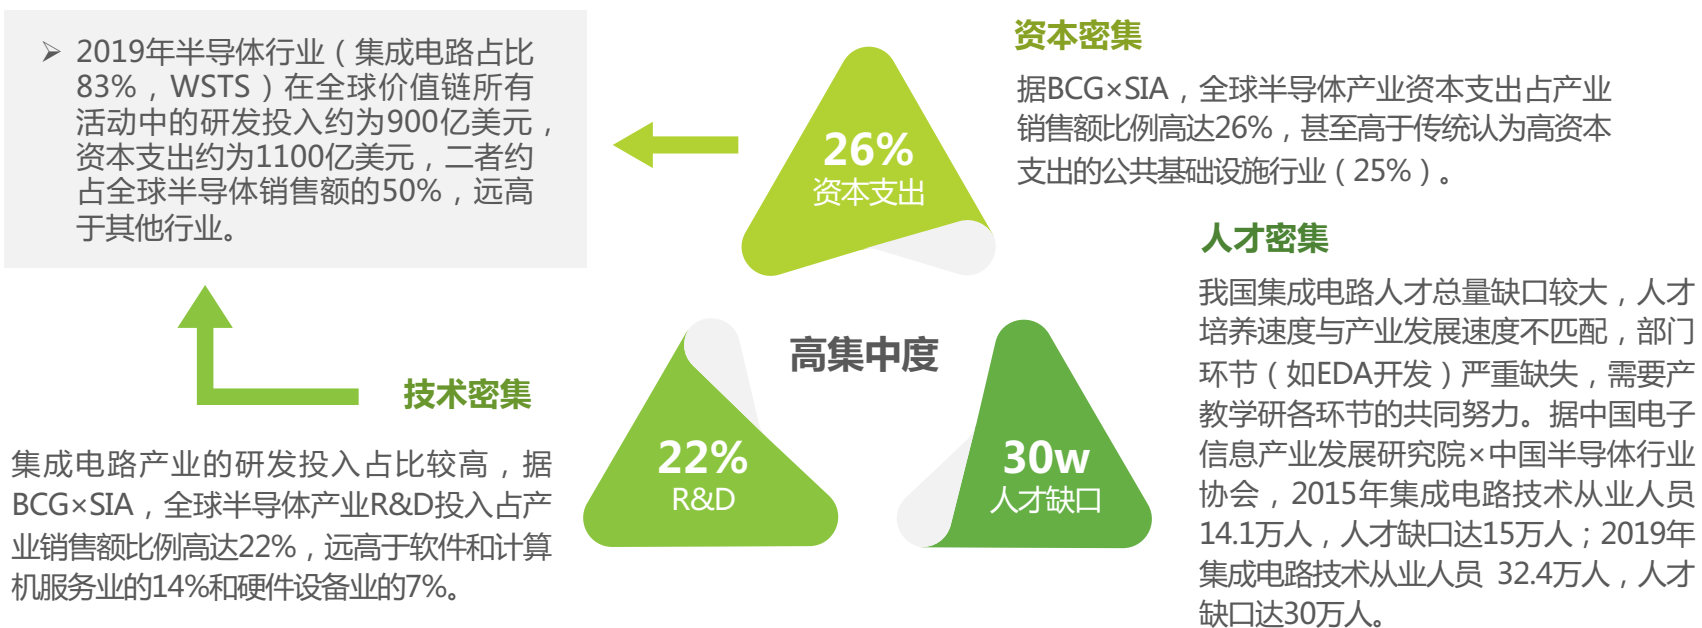 ➢ 2019年半导体行业（集成电路占比
83%，WSTS）在全球价值链所有
活动中的研发投入约为900亿美元，
资本支出约为1100亿美元，二者约
占全球半导体销售额的50%，远高
于其他行业。
技术密集
集成电路产业的研发投入占比较高，据
BCG×SIA，全球半导体产业R&D投入占产
业销售额比例高达22%，远高于软件和计算
机服务业的14%和硬件设备业的7%。
26%
资本支出
高集中度
22%
R&D
30w
人才缺口
资本密集
据BCG×SIA，全球半导体产业资本支出占产业
销售额比例高达26%，甚至高于传统认为高资本
支出的公共基础设施行业（25%）。
人才密集
我国集成电路人才总量缺口较大，人才
培养速度与产业发展速度不匹配，部门
环节（如EDA开发）严重缺失，需要产
教学研各环节的共同努力。据中国电子
信息产业发展研究院×中国半导体行业
协会，2015年集成电路技术从业人员
14.1万人，人才缺口达15万人；2019年
集成电路技术从业人员 32.4万人，人才
缺口达30万人。